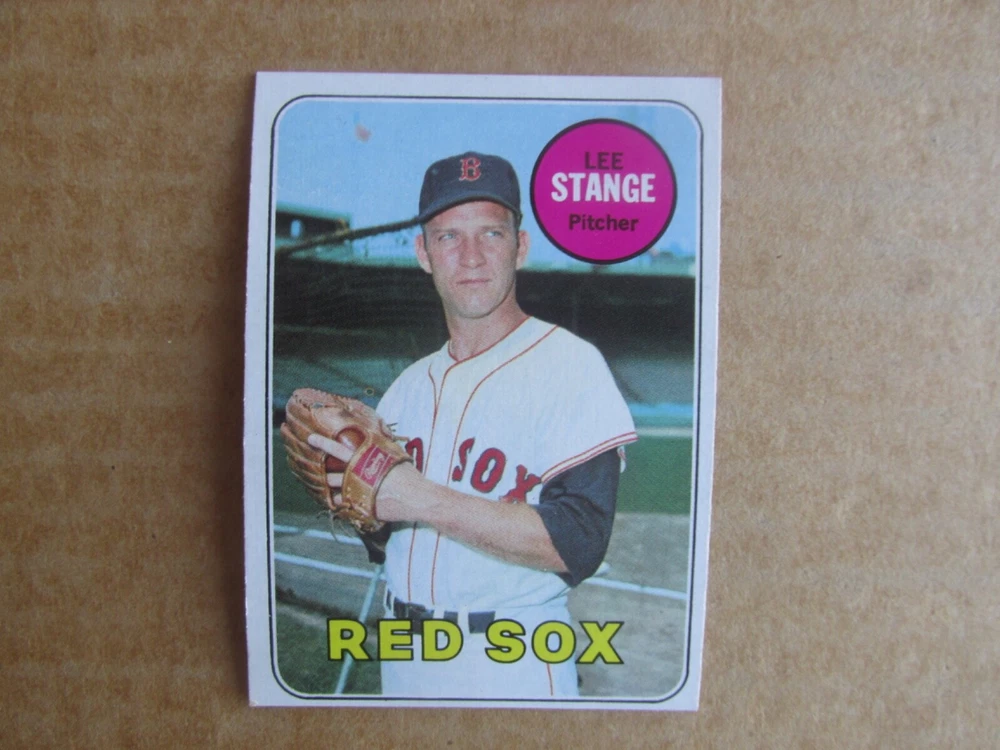 B
LEE
STANGE
Pitcher
SOX
RED SOX